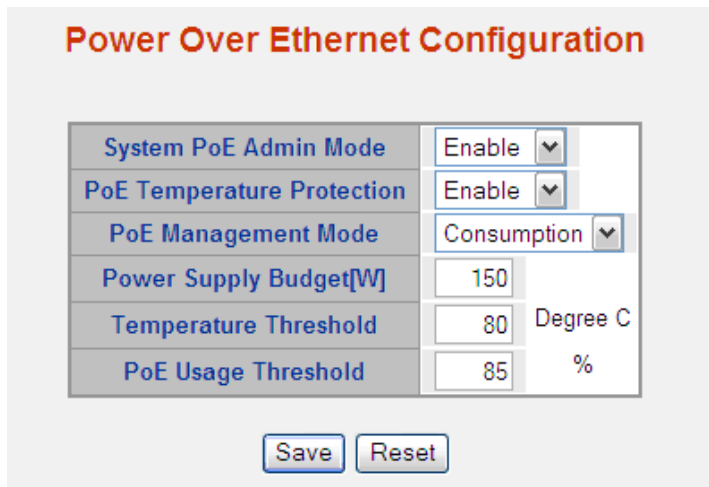 Power Over Ethernet Configuration
System PoE Admin Mode Enable
PoE Temperature Protection Enable
PoE Management Mode Consumption
Power Supply Budget[W] 150
Temperature Threshold 80 Degree C
PoE Usage Threshold 85 %
Save Reset